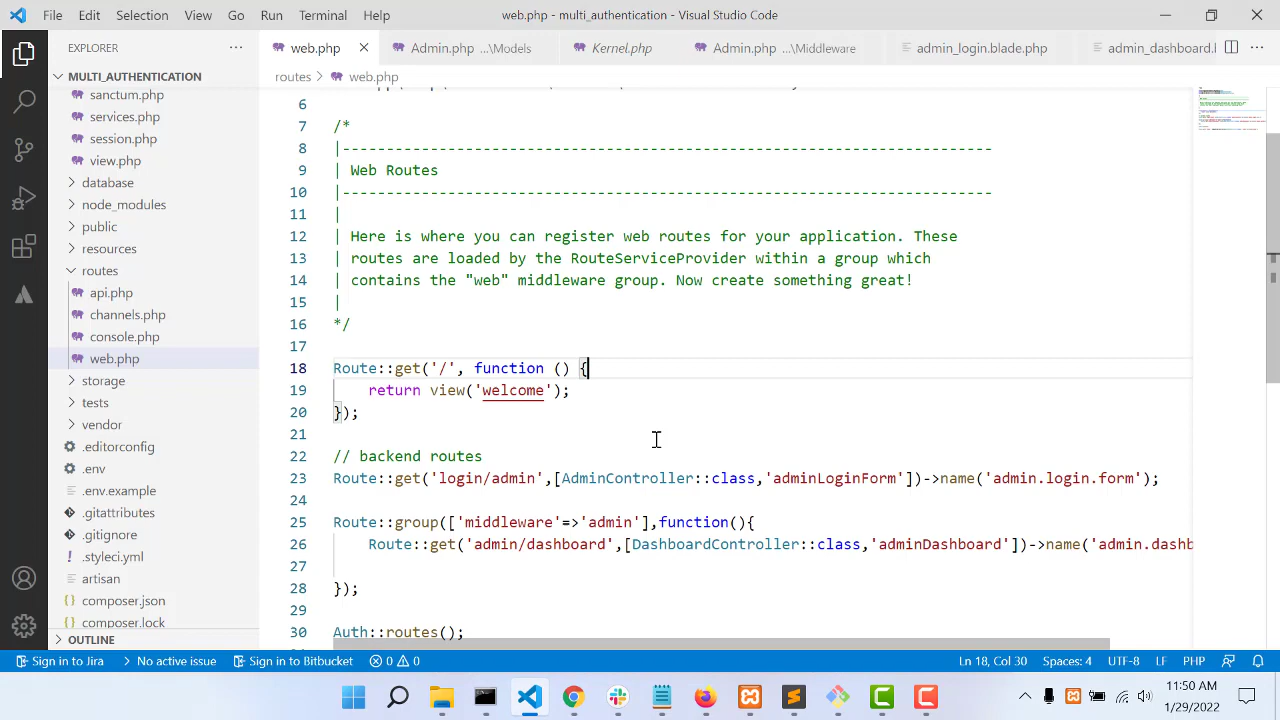 File Edit Selection View Go Run Terminal Help
web.php - multi_authentication - Visual Studio Code
EXPLORER
web.php
Admin.php ...\Models
Kernel.php
Admin.php ...\Middleware
admin_login.blade.php
admin_dashboard.l
MULTI_AUTHENTICATION
routes > web.php
sanctum.php
services.php
session.php
view.php
database
node_modules
public
resources
routes
api.php
channels.php
console.php
web.php
storage
tests
vendor
.editorconfig
.env
.env.example
.gitattributes
.gitignore
.styleci.yml
artisan
composer.json
composer.lock
OUTLINE
6
7 /*
8 |--------------------------------------------------------------------------
9 | Web Routes
10 |--------------------------------------------------------------------------
11 |
12 | Here is where you can register web routes for your application. These
13 | routes are loaded by the RouteServiceProvider within a group which
14 | contains the "web" middleware group. Now create something great!
15 |
16 */
17
18 Route::get('/', function () {
19 return view('welcome');
20 });
21
22 // backend routes
23 Route::get('login/admin',[AdminController::class,'adminLoginForm'])->name('admin.login.form');
24
25 Route::group(['middleware'=>'admin'],function(){
26 Route::get('admin/dashboard',[DashboardController::class,'adminDashboard'])->name('admin.dashb
27
28 });
29
30 Auth::routes();
Sign in to Jira
No active issue
Sign in to Bitbucket
0 0
Ln 18, Col 30
Spaces: 4
UTF-8
LF
PHP
11:50 AM
1/29/2022